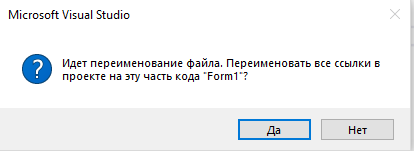 Microsoft Visual Studio
Идет переименование файла. Переименовать все ссылки в
проекте на эту часть кода "Form1"?
Да
Нет